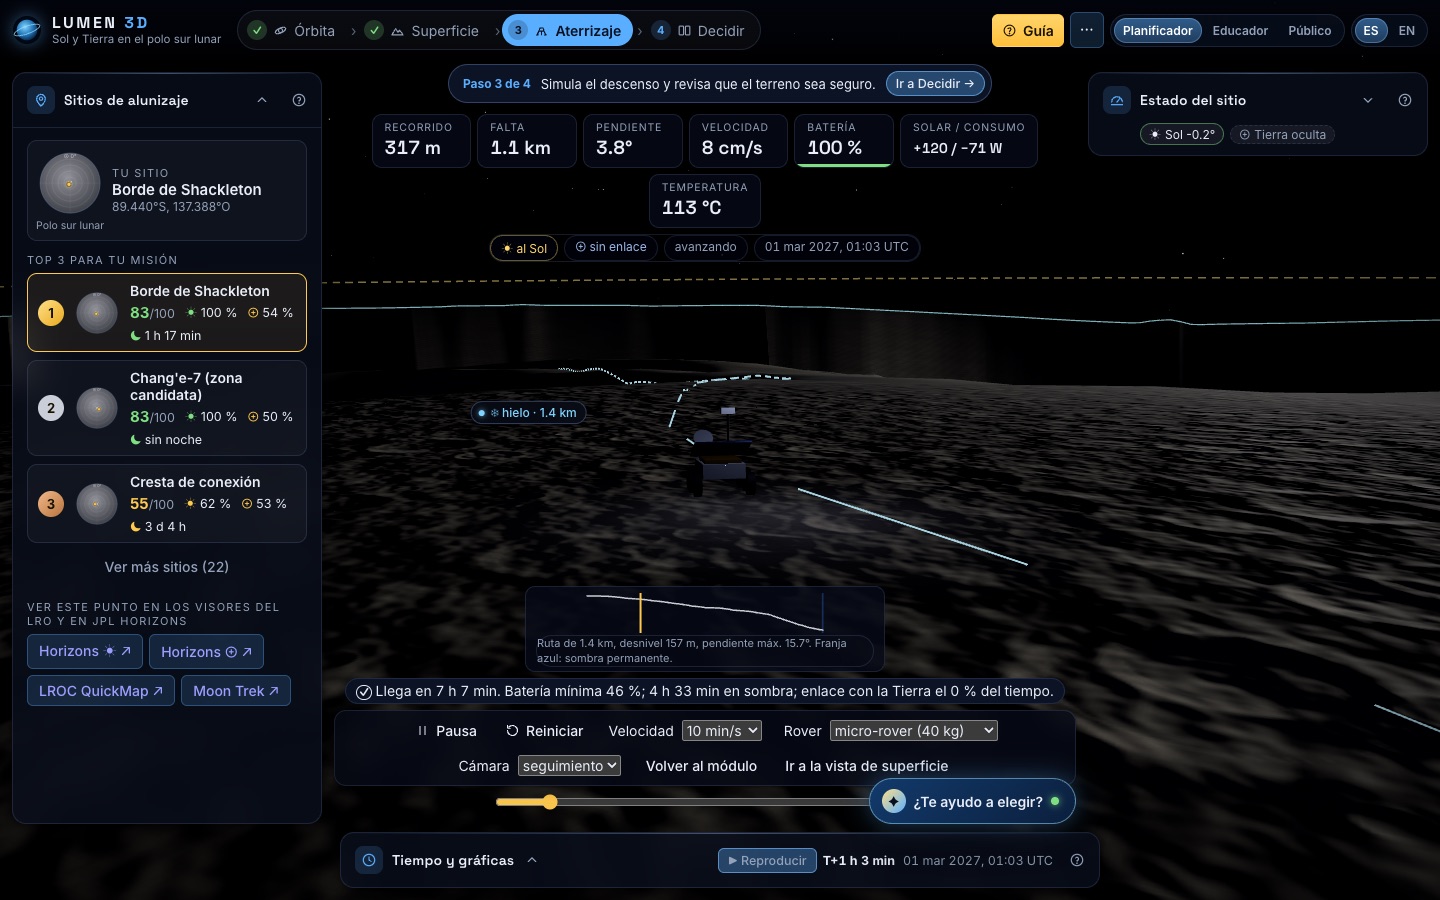 LUMEN 3D
Sol y Tierra en el polo sur lunar
Órbita
Superficie
3 Aterrizaje
4 Decidir
Guía
Planificador
Educador
Público
ES
EN
Paso 3 de 4 Simula el descenso y revisa que el terreno sea seguro. Ir a Decidir →
Sitios de alunizaje
TU SITIO
Borde de Shackleton
89.440°S, 137.388°O
Polo sur lunar
TOP 3 PARA TU MISIÓN
1
Borde de Shackleton
83/100 100 % 54 %
1 h 17 min
2
Chang'e-7 (zona
candidata)
83/100 100 % 50 %
sin noche
3
Cresta de conexión
55/100 62 % 53 %
3 d 4 h
Ver más sitios (22)
VER ESTE PUNTO EN LOS VISORES DEL
LRO Y EN JPL HORIZONS
Horizons ☀ ↗
Horizons ⊕ ↗
LROC QuickMap ↗
Moon Trek ↗
RECORRIDO
317 m
FALTA
1.1 km
PENDIENTE
3.8°
VELOCIDAD
8 cm/s
BATERÍA
100 %
SOLAR / CONSUMO
+120 / −71 W
TEMPERATURA
113 °C
al Sol
sin enlace
avanzando
01 mar 2027, 01:03 UTC
Estado del sitio
Sol -0.2°
Tierra oculta
hielo · 1.4 km
Ruta de 1.4 km, desnivel 157 m, pendiente máx. 15.7°. Franja
azul: sombra permanente.
Llega en 7 h 7 min. Batería mínima 46 %; 4 h 33 min en sombra; enlace con la Tierra el 0 % del tiempo.
Pausa
Reiniciar
Velocidad 10 min/s
Rover micro-rover (40 kg)
Cámara seguimiento
Volver al módulo
Ir a la vista de superficie
¿Te ayudo a elegir?
Tiempo y gráficas
▶ Reproducir
T+1 h 3 min 01 mar 2027, 01:03 UTC